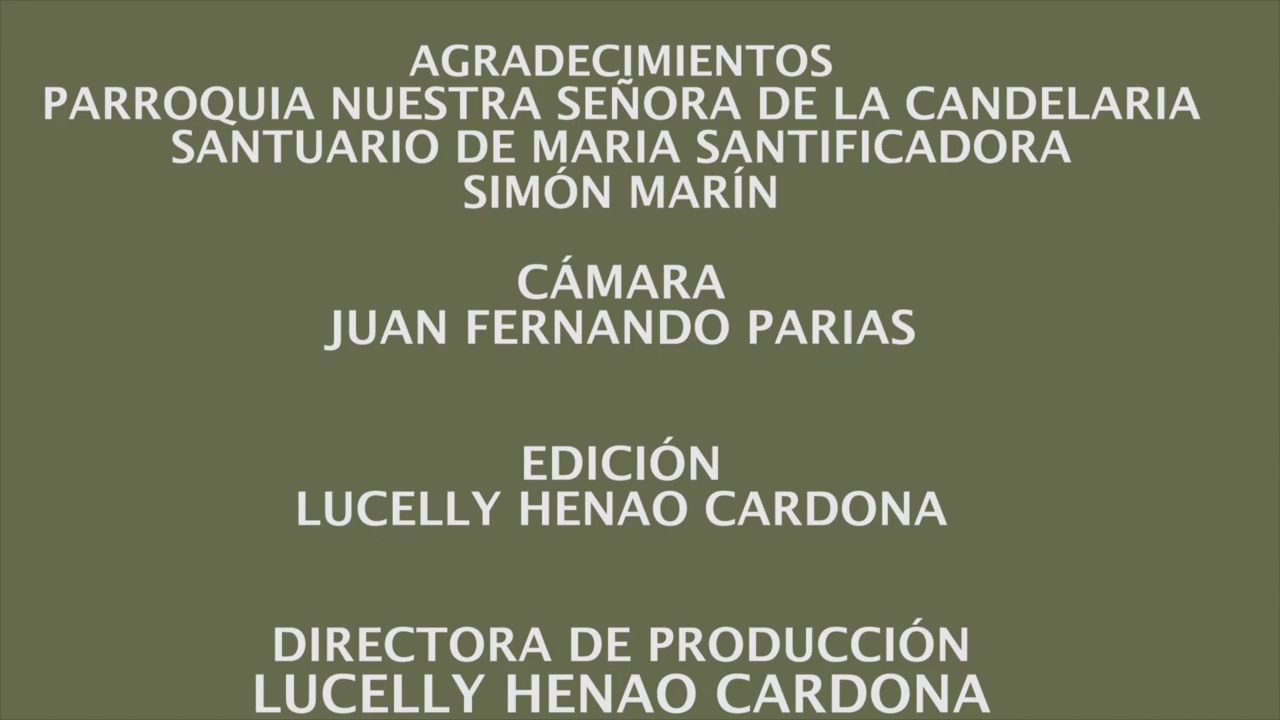 AGRADECIMIENTOS
PARROQUIA NUESTRA SEÑORA DE LA CANDELARIA
SANTUARIO DE MARIA SANTIFICADORA
SIMÓN MARÍN
CÁMARA
JUAN FERNANDO PARIAS
EDICIÓN
LUCELLY HENAO CARDONA
DIRECTORA DE PRODUCCIÓN
LUCELLY HENAO CARDONA